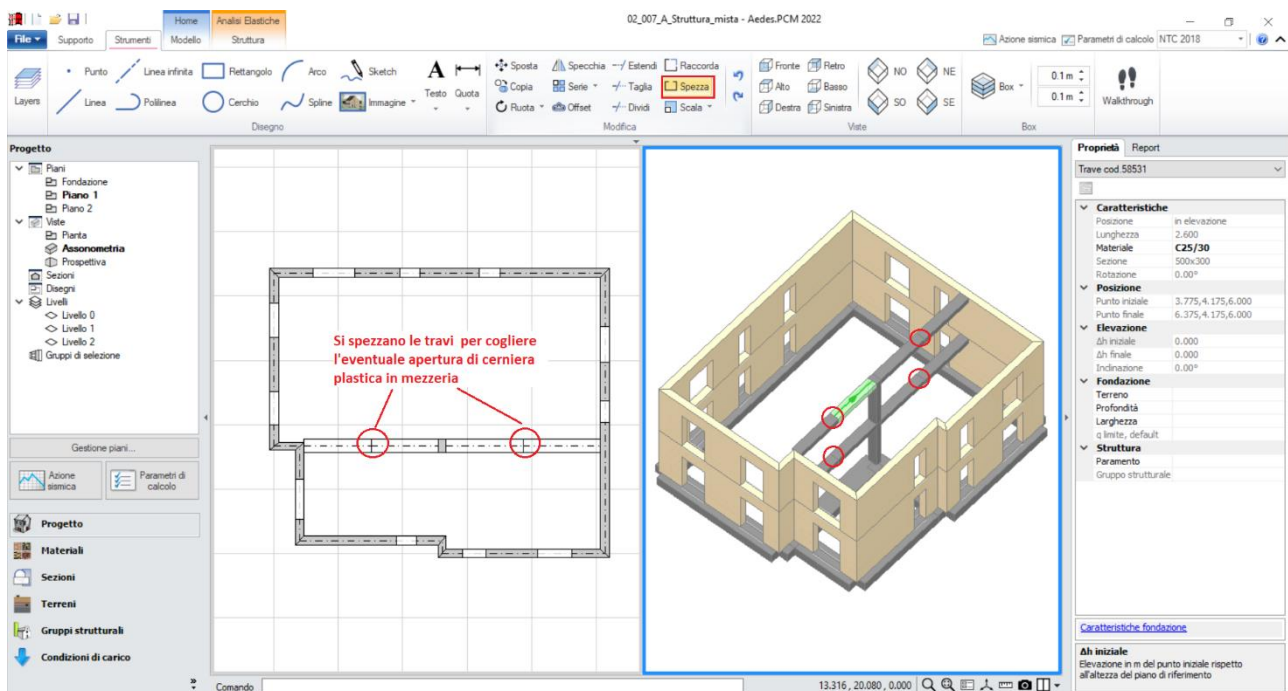 02_007_A_Struttura_mista - Aedes.PCM 2022
Home
Analisi Elastiche
File
Supporto
Strumenti
Modello
Struttura
Azione sismica
Parametri di calcolo
NTC 2018
Layers
Punto
Linea infinita
Rettangolo
Arco
Sketch
Linea
Polilinea
Cerchio
Spline
Immagine
A
Testo
Quota
Disegno
Sposta
Specchia
Estendi
Raccorda
Copia
Serie
Taglia
Spezza
Ruota
Offset
Dividi
Scala
Modifica
Fronte
Retro
Alto
Basso
Destra
Sinistra
NO
NE
SO
SE
Viste
Box
0.1 m
0.1 m
Box
Walkthrough
Progetto
Piani
Fondazione
Piano 1
Piano 2
Viste
Pianta
Assonometria
Prospettiva
Sezioni
Disegni
Livelli
Livello 0
Livello 1
Livello 2
Gruppi di selezione
Gestione piani...
Azione sismica
Parametri di calcolo
Progetto
Materiali
Sezioni
Terreni
Gruppi strutturali
Condizioni di carico
Si spezzano le travi per cogliere
l'eventuale apertura di cerniera
plastica in mezzeria
Comando
13.316 , 20.080 , 0.000
Proprietà
Report
Trave cod.58531
Caratteristiche
Posizione in elevazione
Lunghezza 2.600
Materiale C25/30
Sezione 500x300
Rotazione 0.00°
Posizione
Punto iniziale 3.775,4.175,6.000
Punto finale 6.375,4.175,6.000
Elevazione
Δh iniziale 0.000
Δh finale 0.000
Inclinazione 0.00°
Fondazione
Terreno
Profondità
Larghezza
q limite, default
Struttura
Paramento
Gruppo strutturale
Caratteristiche fondazione
Δh iniziale
Elevazione in m del punto iniziale rispetto
all'altezza del piano di riferimento